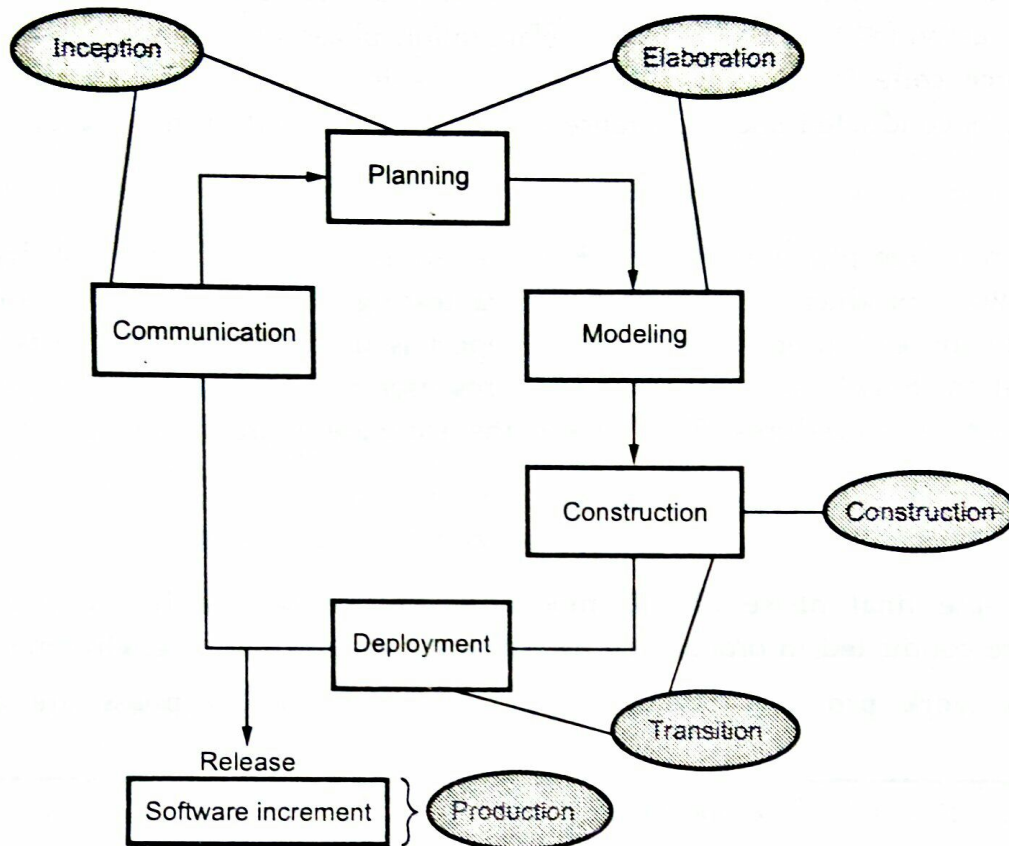 Inception
Elaboration
Planning
Communication
Modeling
Construction
Construction
Deployment
Transition
Release
Software increment
Production